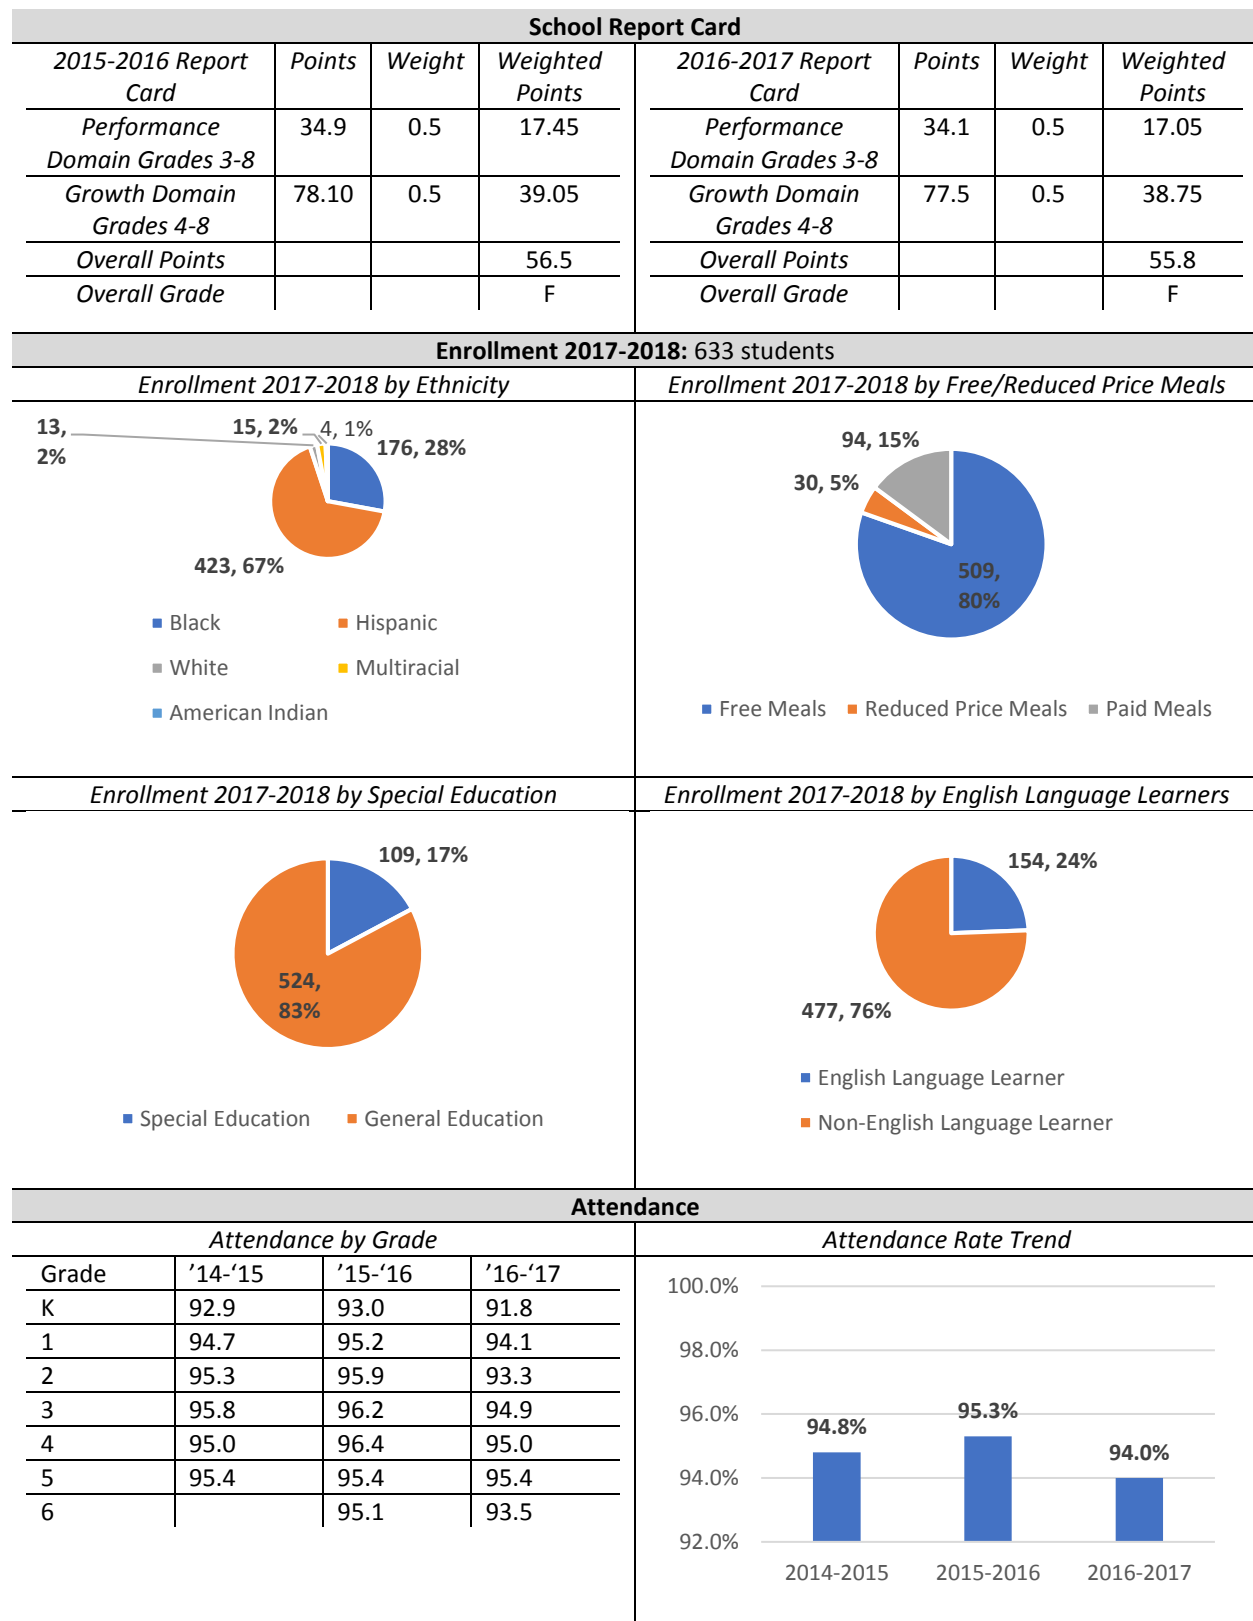 School Report Card
2015-2016 Report Card Points Weight Weighted Points
Performance Domain Grades 3-8 34.9 0.5 17.45
Growth Domain Grades 4-8 78.10 0.5 39.05
Overall Points 56.5
Overall Grade F
2016-2017 Report Card Points Weight Weighted Points
Performance Domain Grades 3-8 34.1 0.5 17.05
Growth Domain Grades 4-8 77.5 0.5 38.75
Overall Points 55.8
Overall Grade F
Enrollment 2017-2018: 633 students
Enrollment 2017-2018 by Ethnicity
13, 2%
15, 2%
4, 1%
176, 28%
423, 67%
Black
Hispanic
White
Multiracial
American Indian
Enrollment 2017-2018 by Free/Reduced Price Meals
94, 15%
30, 5%
509, 80%
Free Meals
Reduced Price Meals
Paid Meals
Enrollment 2017-2018 by Special Education
109, 17%
524, 83%
Special Education
General Education
Enrollment 2017-2018 by English Language Learners
154, 24%
477, 76%
English Language Learner
Non-English Language Learner
Attendance
Attendance by Grade
Grade ’14-‘15 ’15-‘16 ’16-‘17
K 92.9 93.0 91.8
1 94.7 95.2 94.1
2 95.3 95.9 93.3
3 95.8 96.2 94.9
4 95.0 96.4 95.0
5 95.4 95.4 95.4
6 95.1 93.5
Attendance Rate Trend
100.0%
98.0%
96.0%
94.0%
92.0%
94.8%
95.3%
94.0%
2014-2015
2015-2016
2016-2017